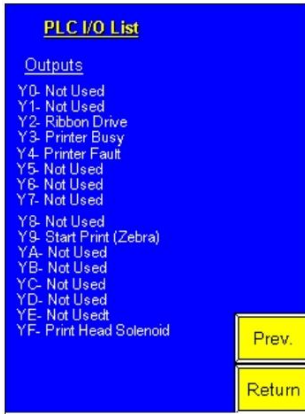 PLC I/O List
Outputs
Y0- Not Used
Y1- Not Used
Y2- Ribbon Drive
Y3- Printer Busy
Y4- Printer Fault
Y5- Not Used
Y6- Not Used
Y7- Not Used
Y8- Not Used
Y9- Start Print (Zebra)
YA- Not Used
YB- Not Used
YC- Not Used
YD- Not Used
YE- Not Usedt
YF- Print Head Solenoid
Prev.
Return